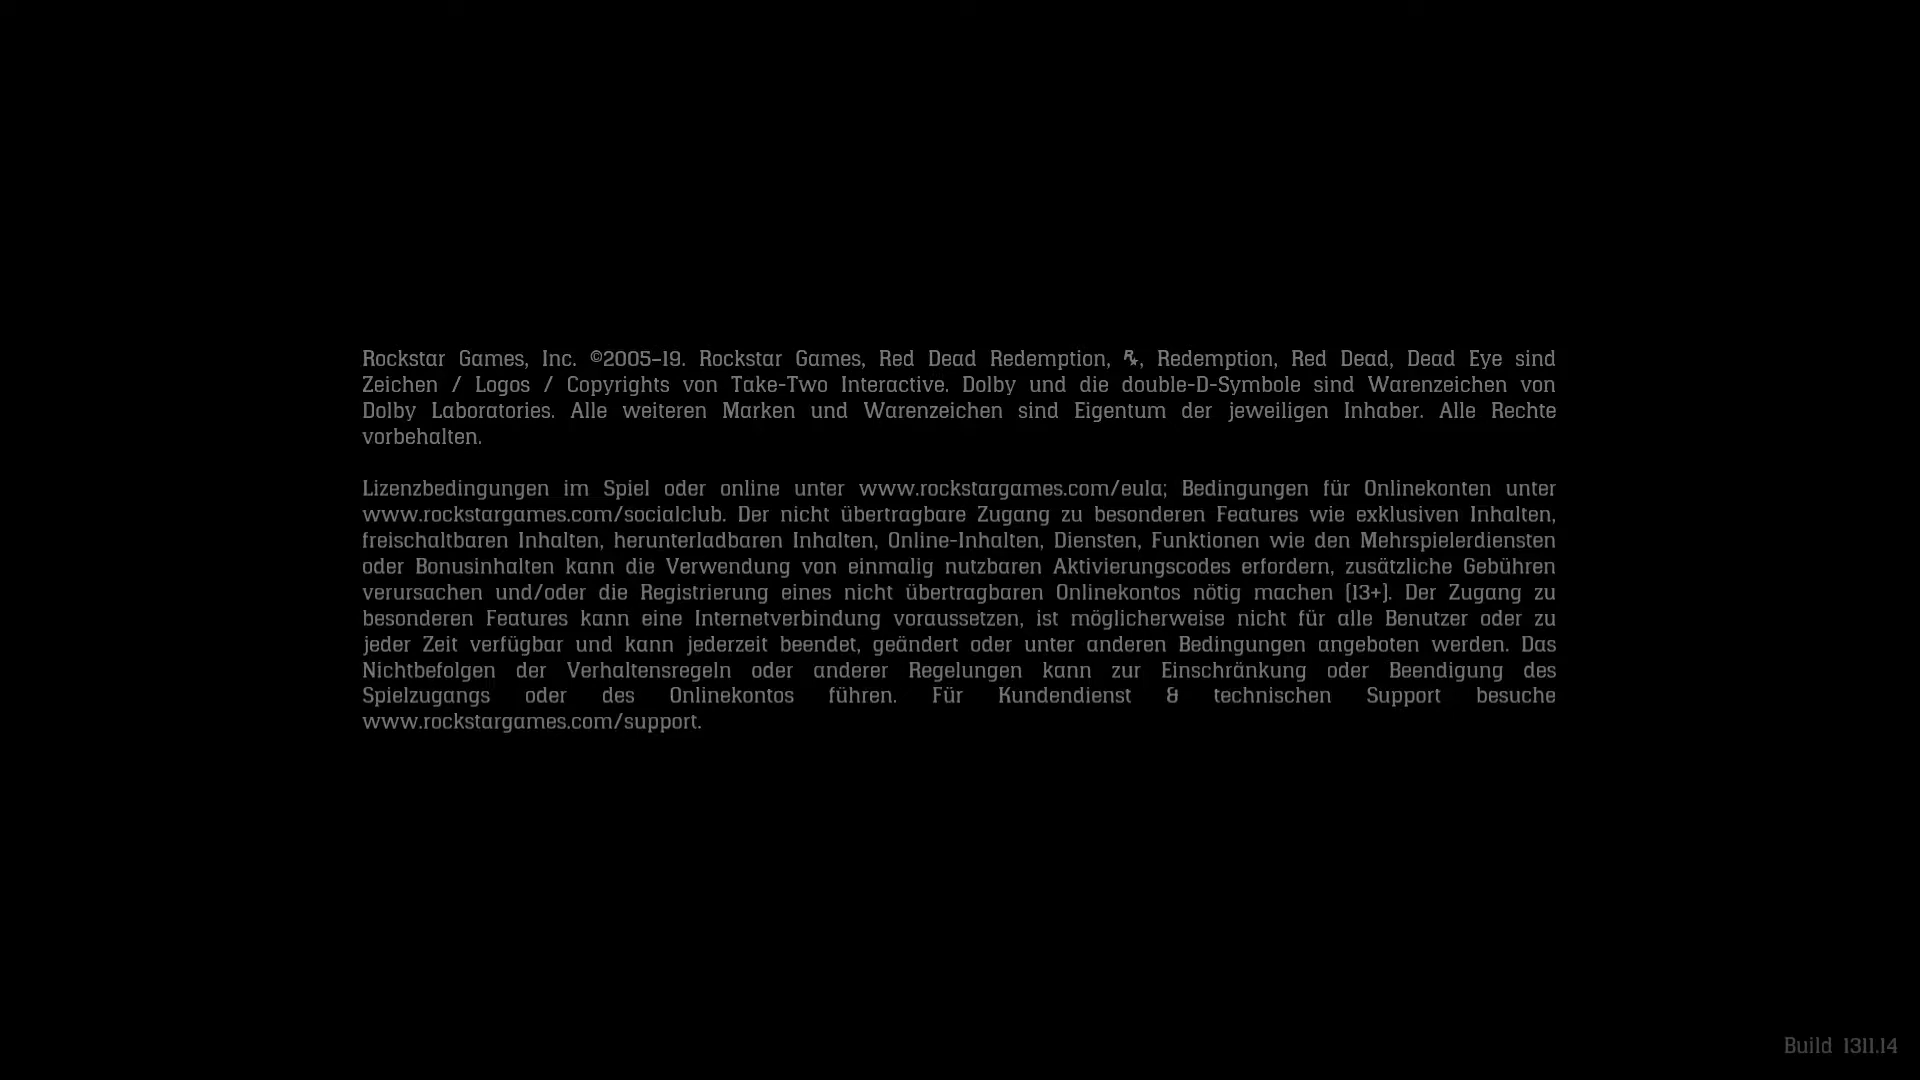 Rockstar Games, Inc. ©2005–19. Rockstar Games, Red Dead Redemption, R★, Redemption, Red Dead, Dead Eye sind
Zeichen / Logos / Copyrights von Take-Two Interactive. Dolby und die double-D-Symbole sind Warenzeichen von
Dolby Laboratories. Alle weiteren Marken und Warenzeichen sind Eigentum der jeweiligen Inhaber. Alle Rechte
vorbehalten.
Lizenzbedingungen im Spiel oder online unter www.rockstargames.com/eula; Bedingungen für Onlinekonten unter
www.rockstargames.com/socialclub. Der nicht übertragbare Zugang zu besonderen Features wie exklusiven Inhalten,
freischaltbaren Inhalten, herunterladbaren Inhalten, Online-Inhalten, Diensten, Funktionen wie den Mehrspielerdiensten
oder Bonusinhalten kann die Verwendung von einmalig nutzbaren Aktivierungscodes erfordern, zusätzliche Gebühren
verursachen und/oder die Registrierung eines nicht übertragbaren Onlinekontos nötig machen (13+). Der Zugang zu
besonderen Features kann eine Internetverbindung voraussetzen, ist möglicherweise nicht für alle Benutzer oder zu
jeder Zeit verfügbar und kann jederzeit beendet, geändert oder unter anderen Bedingungen angeboten werden. Das
Nichtbefolgen der Verhaltensregeln oder anderer Regelungen kann zur Einschränkung oder Beendigung des
Spielzugangs oder des Onlinekontos führen. Für Kundendienst & technischen Support besuche
www.rockstargames.com/support.
Build 1311.14